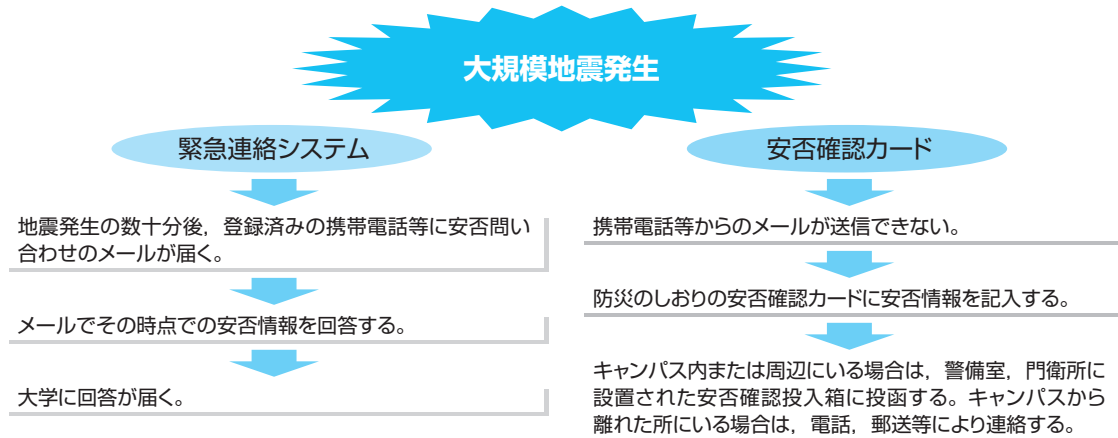 大規模地震発生
緊急連絡システム
地震発生の数十分後，登録済みの携帯電話等に安否問い
合わせのメールが届く。
メールでその時点での安否情報を回答する。
大学に回答が届く。
安否確認カード
携帯電話等からのメールが送信できない。
防災のしおりの安否確認カードに安否情報を記入する。
キャンパス内または周辺にいる場合は，警備室，門衛所に
設置された安否確認投入箱に投函する。キャンパスから
離れた所にいる場合は，電話，郵送等により連絡する。